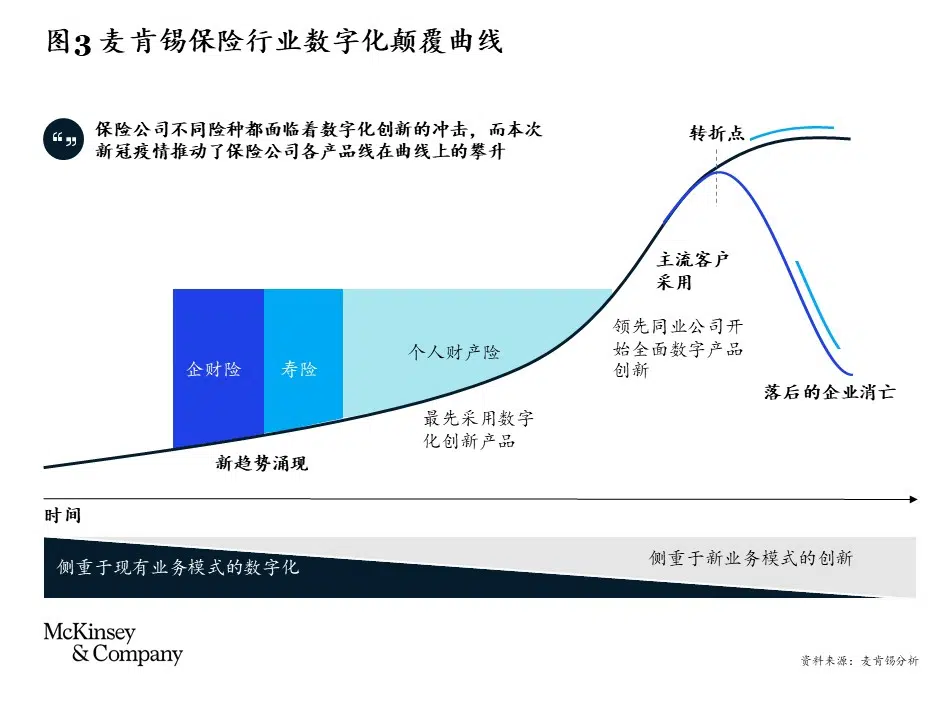 图3 麦肯锡保险行业数字化颠覆曲线
保险公司不同险种都面临着数字化创新的冲击，而本次
新冠疫情推动了保险公司各产品线在曲线上的攀升
转折点
主流客户
采用
领先同业公司开
始全面数字产品
创新
落后的企业消亡
企财险
寿险
个人财产险
最先采用数字
化创新产品
新趋势涌现
时间
侧重于现有业务模式的数字化
侧重于新业务模式的创新
McKinsey
& Company
资料来源：麦肯锡分析